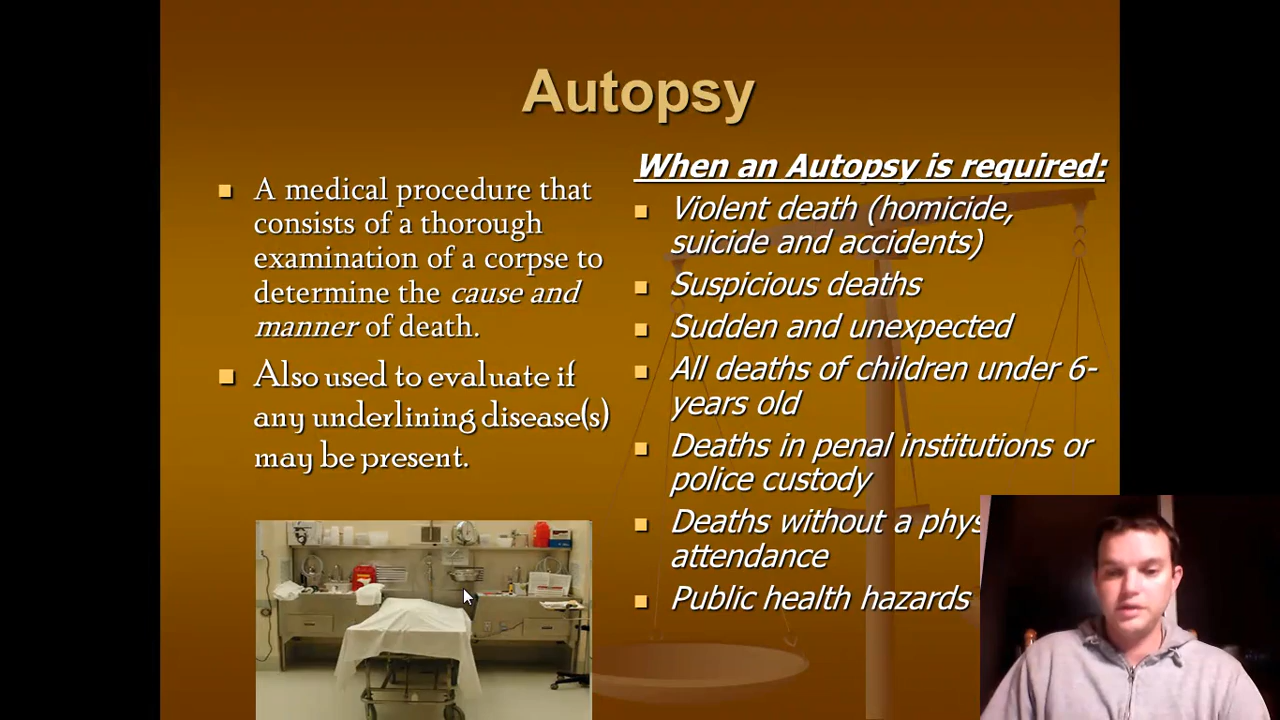 Autopsy
A medical procedure that
consists of a thorough
examination of a corpse to
determine the cause and
manner of death.
Also used to evaluate if
any underlining disease(s)
may be present.
When an Autopsy is required:
Violent death (homicide,
suicide and accidents)
Suspicious deaths
Sudden and unexpected
All deaths of children under 6-
years old
Deaths in penal institutions or
police custody
Deaths without a
attendance
Public health hazards